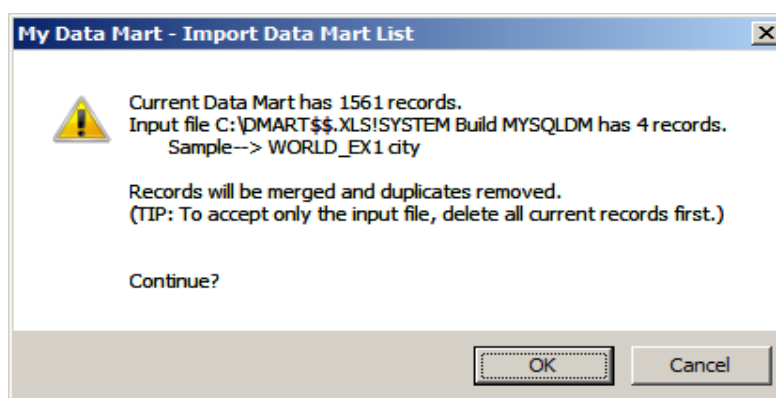 My Data Mart - Import Data Mart List
Current Data Mart has 1561 records.
Input file C:\DMART$$.XLS!SYSTEM Build MYSQLDM has 4 records.
Sample--> WORLD_EX1 city
Records will be merged and duplicates removed.
(TIP: To accept only the input file, delete all current records first.)
Continue?
OK Cancel